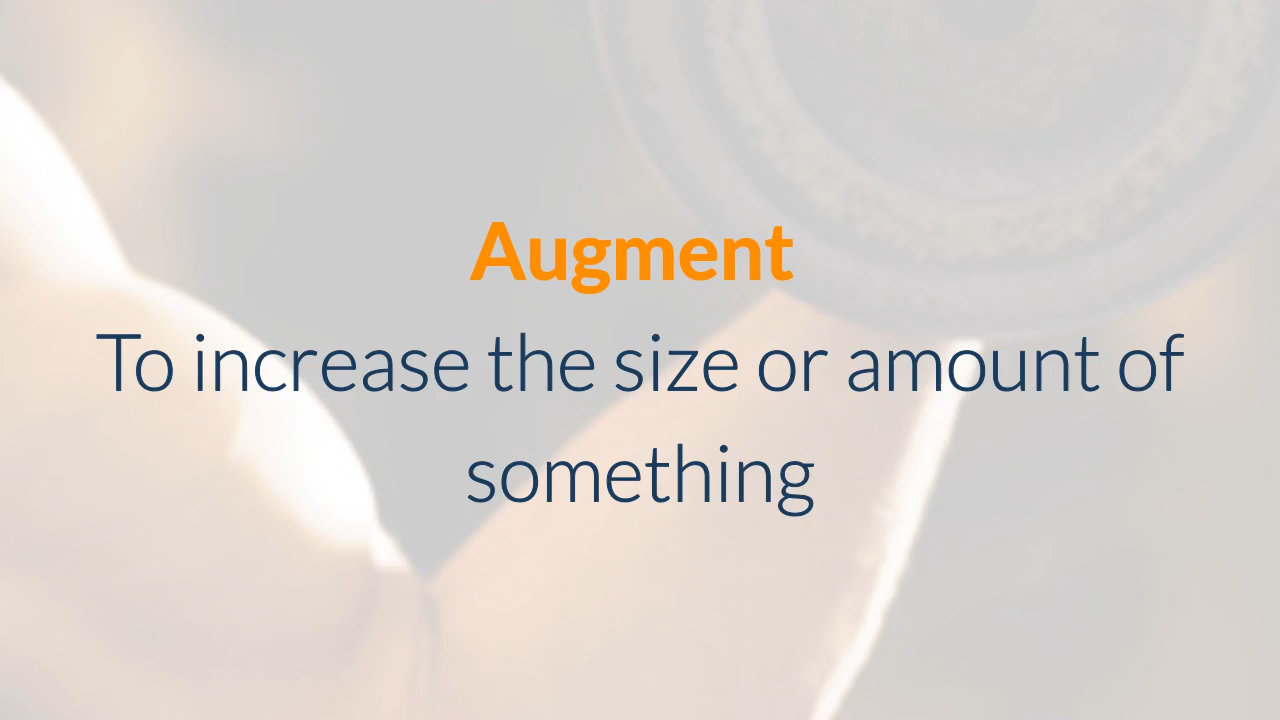 Augment
To increase the size or amount of
something